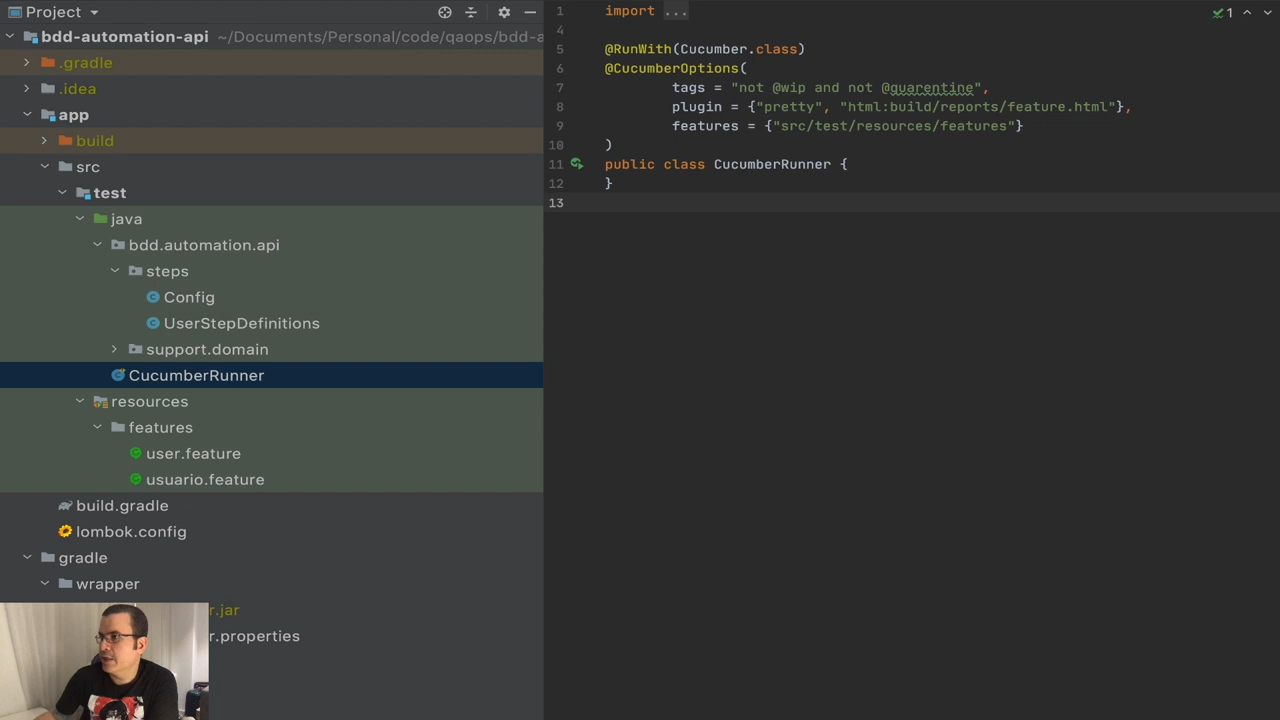 Project
bdd-automation-api ~/Documents/Personal/code/qaops/bdd-a
.gradle
.idea
app
build
src
test
java
bdd.automation.api
steps
Config
UserStepDefinitions
support.domain
CucumberRunner
resources
features
user.feature
usuario.feature
build.gradle
lombok.config
gradle
wrapper
r.jar
r.properties
1 import ...
4
5 @RunWith(Cucumber.class)
6 @CucumberOptions(
7 tags = "not @wip and not @quarentine",
8 plugin = {"pretty", "html:build/reports/feature.html"},
9 features = {"src/test/resources/features"}
10 )
11 public class CucumberRunner {
12 }
13
1